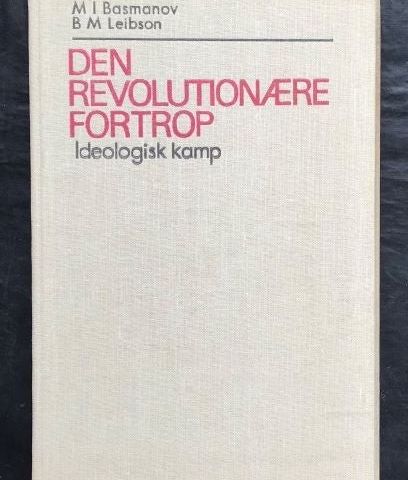 M I Basmanov
B M Leibson
DEN
REVOLUTIONÆRE
FORTROP
Ideologisk kamp